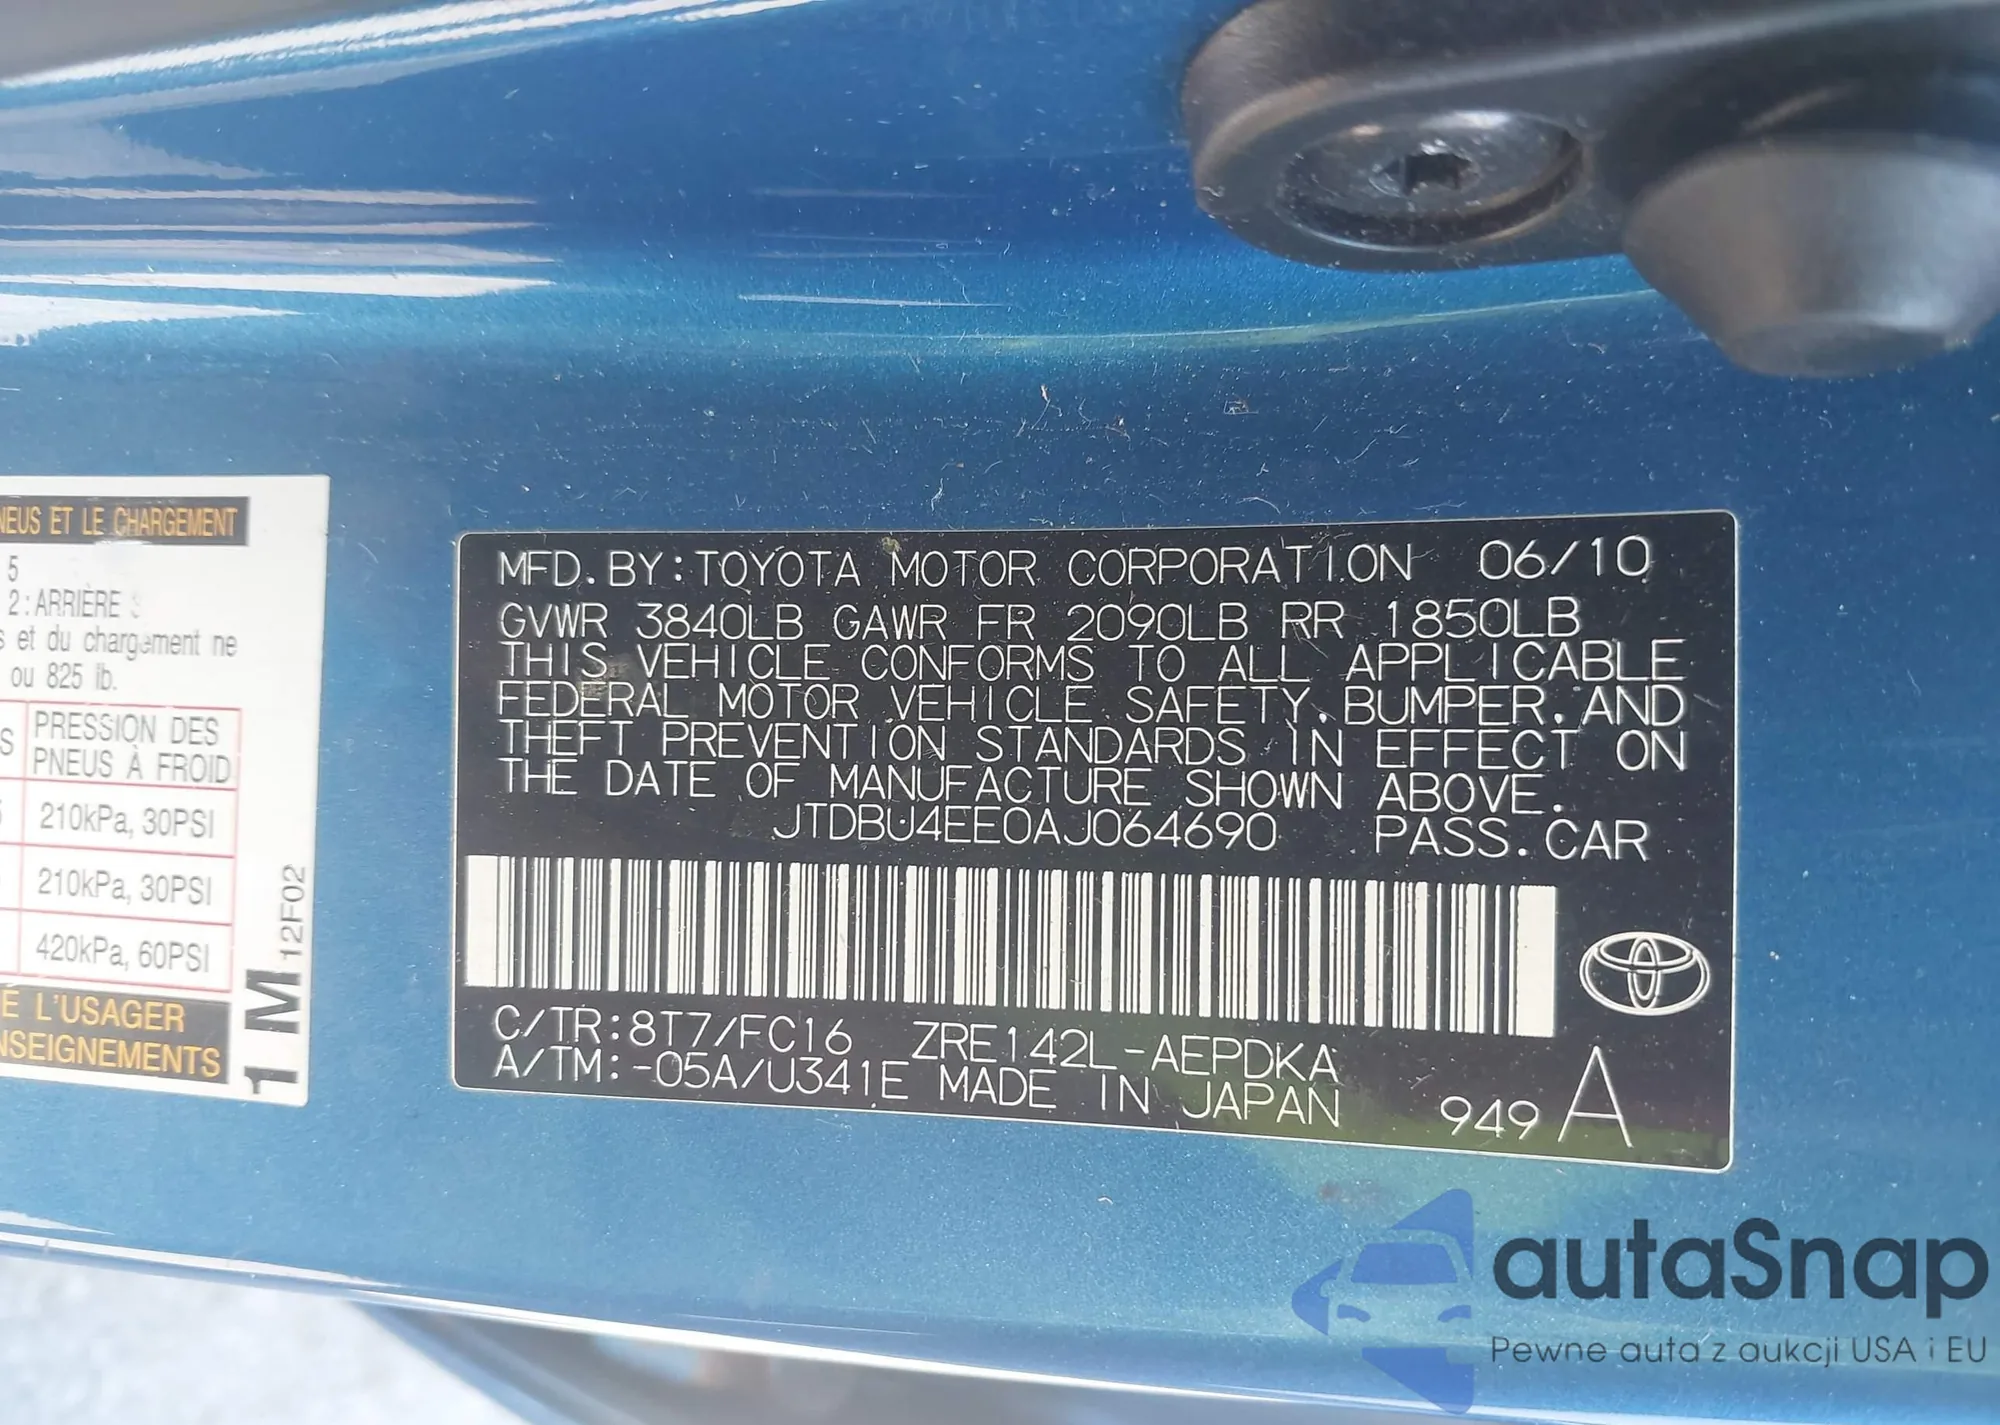 NEUS ET LE CHARGEMENT
5
2:ARRIÈRE
et du chargement ne
ou 825 lb.
PRESSION DES
PNEUS À FROID
210kPa, 30PSI
210kPa, 30PSI
420kPa, 60PSI
L'USAGER
NSEIGNEMENTS
1 M 12F02
MFD. BY:TOYOTA MOTOR CORPORATION 06/10
GVWR 3840LB GAWR FR 2090LB RR 1850LB
THIS VEHICLE CONFORMS TO ALL APPLICABLE
FEDERAL MOTOR VEHICLE SAFETY, BUMPER, AND
THEFT PREVENTION STANDARDS IN EFFECT ON
THE DATE OF MANUFACTURE SHOWN ABOVE.
JTDBU4EE0AJ064690 PASS. CAR
C/TR:8T7/FC16 ZRE142L-AEPDKA
A/TM:-05A/U341E MADE IN JAPAN 949 A
autaSnap
Pewne auta z aukcji USA i EU